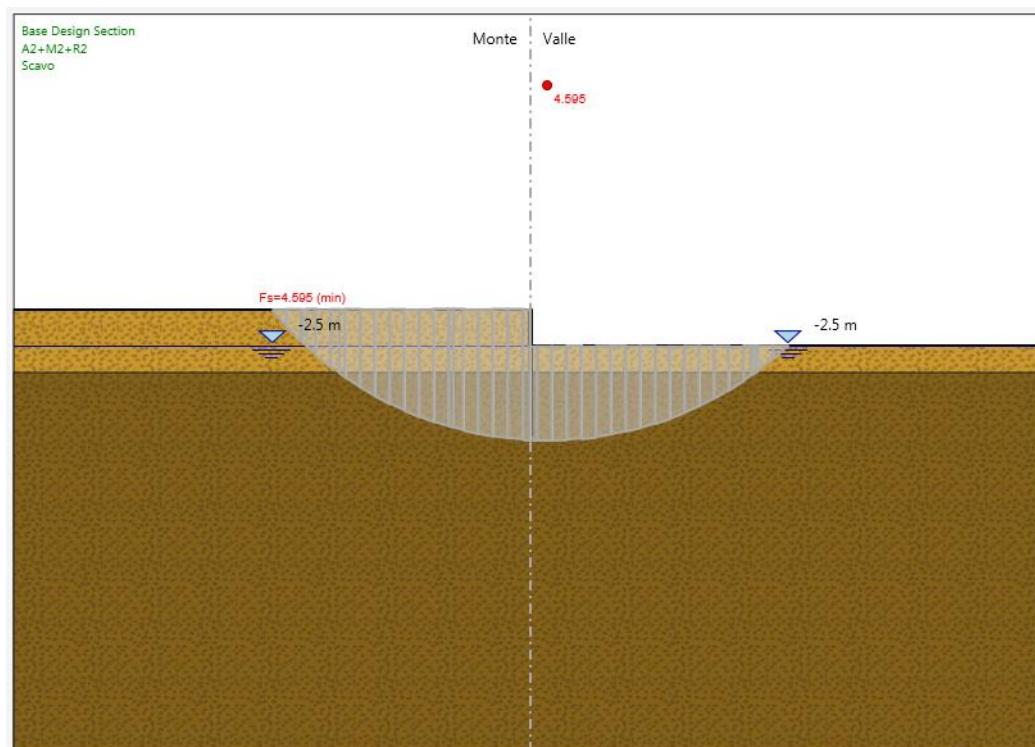 Base Design Section
A2+M2+R2
Scavo
Monte
Valle
4.595
Fs=4.595 (min)
-2.5 m
-2.5 m